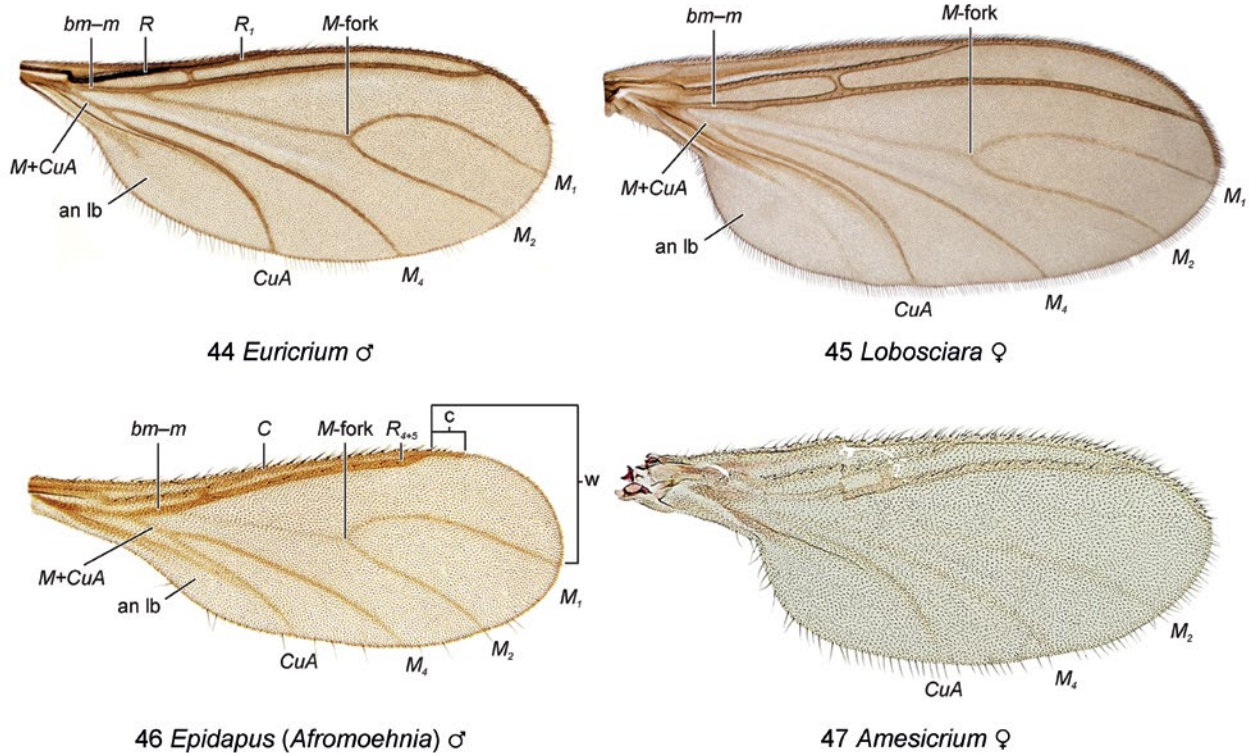 bm–m R R₁ M-fork
M+CuA
an lb
M₁
M₂
CuA M₄
44 Euricrium ♂
bm–m M-fork
M+CuA
an lb
M₁
M₂
CuA M₄
45 Lobosciara ♀
bm–m C M-fork R₄₊₅ c
w
M+CuA
an lb
M₁
M₂
CuA M₄
46 Epidapus (Afromoehnia) ♂
M₂
CuA M₄
47 Amesicrium ♀